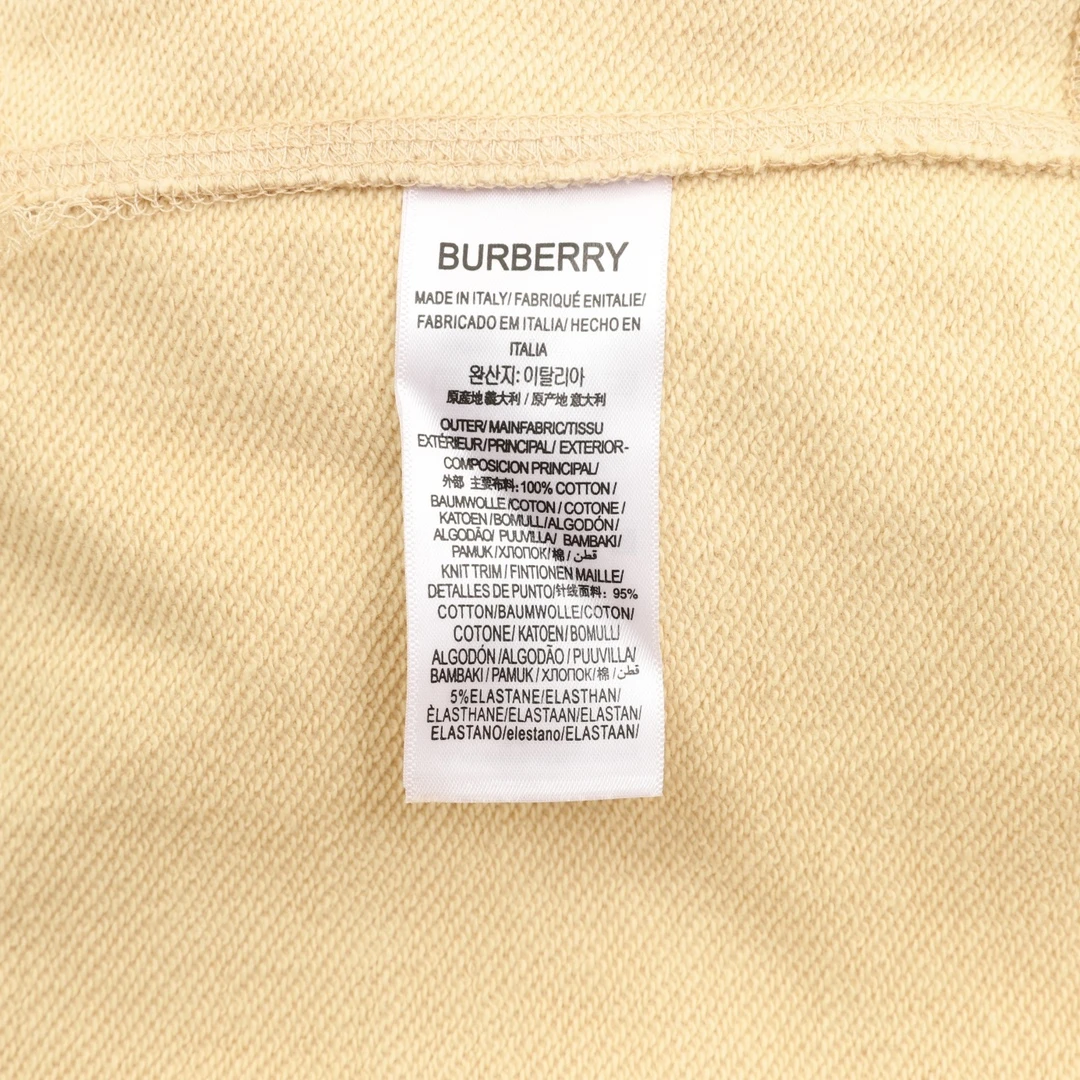 BURBERRY
MADE IN ITALY/ FABRIQUÉ ENITALIE/
FABRICADO EM ITALIA/ HECHO EN
ITALIA
완산지: 이탈리아
原產地義大利 / 原产地 意大利
OUTER/ MAINFABRIC/TISSU
EXTÉRIEUR/PRINCIPAL/ EXTERIOR-
COMPOSICION PRINCIPAL/
外部 主要布料:100% COTTON /
BAUMWOLLE /COTON / COTONE /
KATOEN /BOMULL/ALGODÓN /
ALGODÃO/ PUUVILLA/ BAMBAKI/
PAMUK /ХЛОПОК/棉 / قطن /
KNIT TRIM / FINTIONEN MAILLE/
DETALLES DE PUNTO/针线面料: 95%
COTTON/BAUMWOLLE/COTON/
COTONE/ KATOEN/BOMULL/
ALGODÓN /ALGODÃO / PUUVILLA/
BAMBAKI / PAMUK / ХЛОПОК/棉 /قطن/
5%ELASTANE/ELASTHAN/
ÈLASTHANE/ELASTAAN/ELASTAN/
ELASTANO/elestano/ELASTAAN/